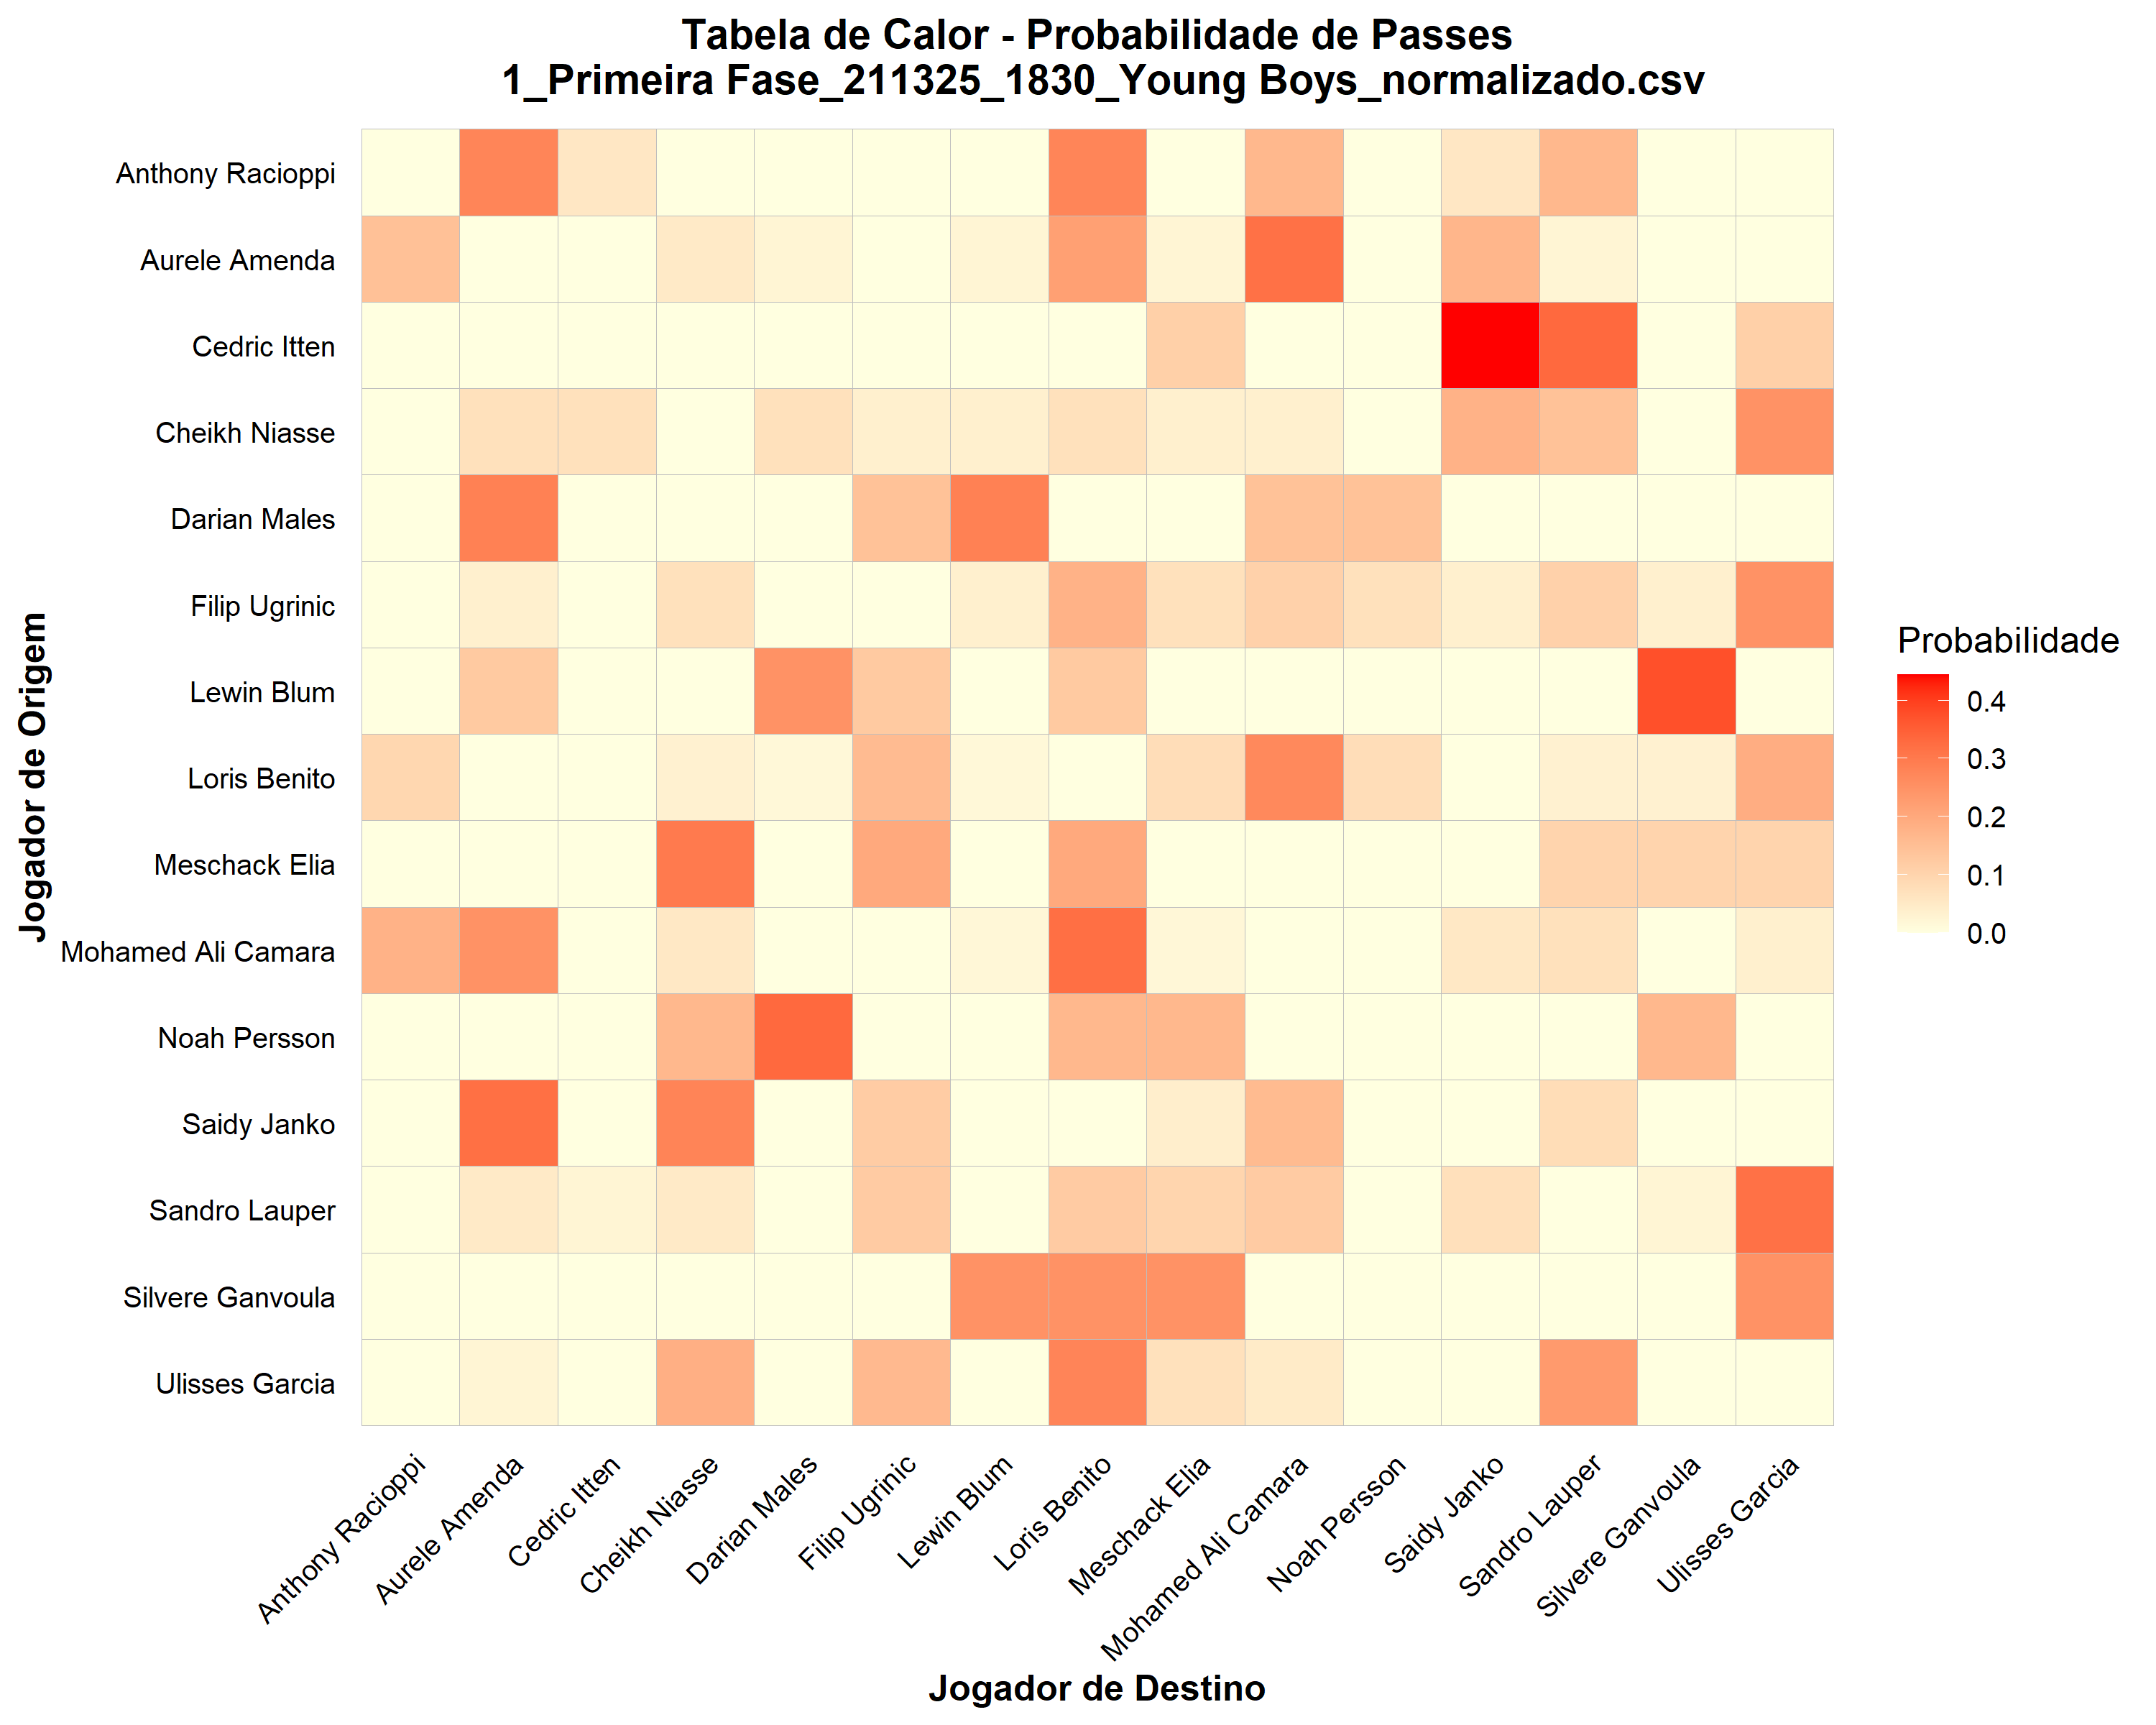 Tabela de Calor - Probabilidade de Passes
1_Primeira Fase_211325_1830_Young Boys_normalizado.csv
Jogador de Origem
Anthony Racioppi
Aurele Amenda
Cedric Itten
Cheikh Niasse
Darian Males
Filip Ugrinic
Lewin Blum
Loris Benito
Meschack Elia
Mohamed Ali Camara
Noah Persson
Saidy Janko
Sandro Lauper
Silvere Ganvoula
Ulisses Garcia
Anthony Racioppi
Aurele Amenda
Cedric Itten
Cheikh Niasse
Darian Males
Filip Ugrinic
Lewin Blum
Loris Benito
Meschack Elia
Mohamed Ali Camara
Noah Persson
Saidy Janko
Sandro Lauper
Silvere Ganvoula
Ulisses Garcia
Jogador de Destino
Probabilidade
0.4
0.3
0.2
0.1
0.0